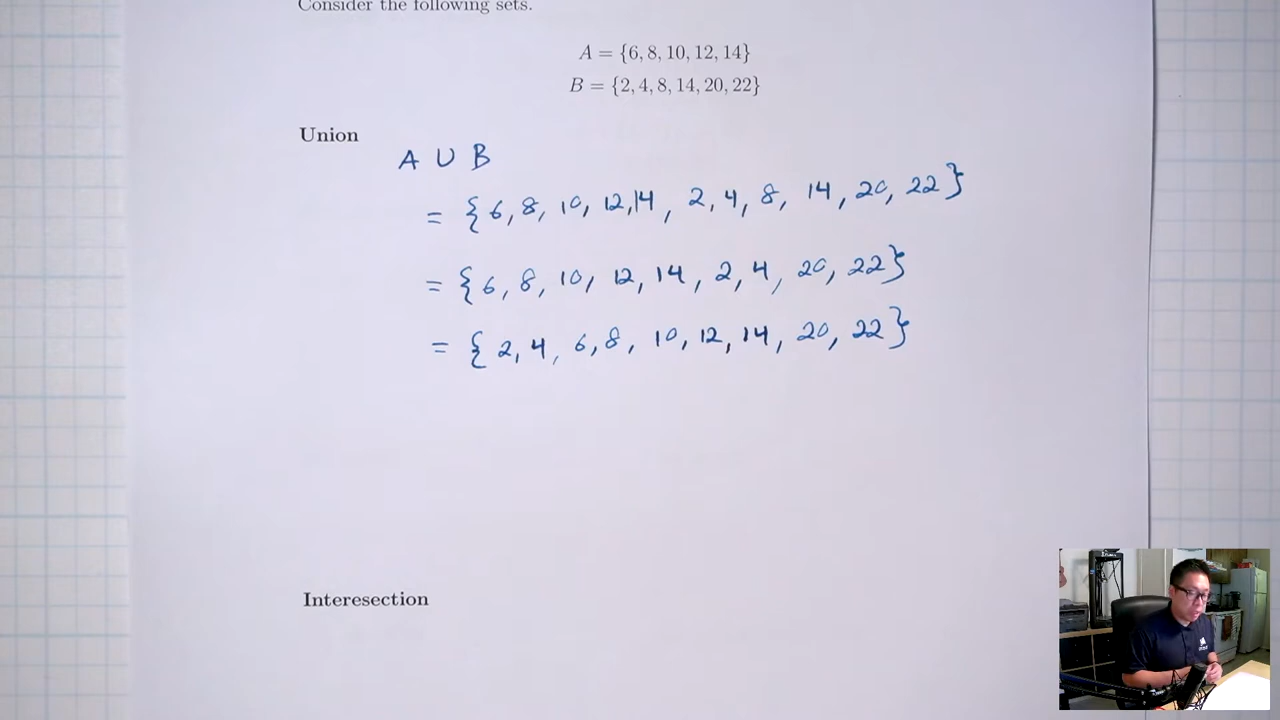 Consider the following sets.
A = {6, 8, 10, 12, 14}
B = {2, 4, 8, 14, 20, 22}
Union
A ∪ B
= {6, 8, 10, 12, 14, 2, 4, 8, 14, 20, 22}
= {6, 8, 10, 12, 14, 2, 4, 20, 22}
= {2, 4, 6, 8, 10, 12, 14, 20, 22}
Interesection